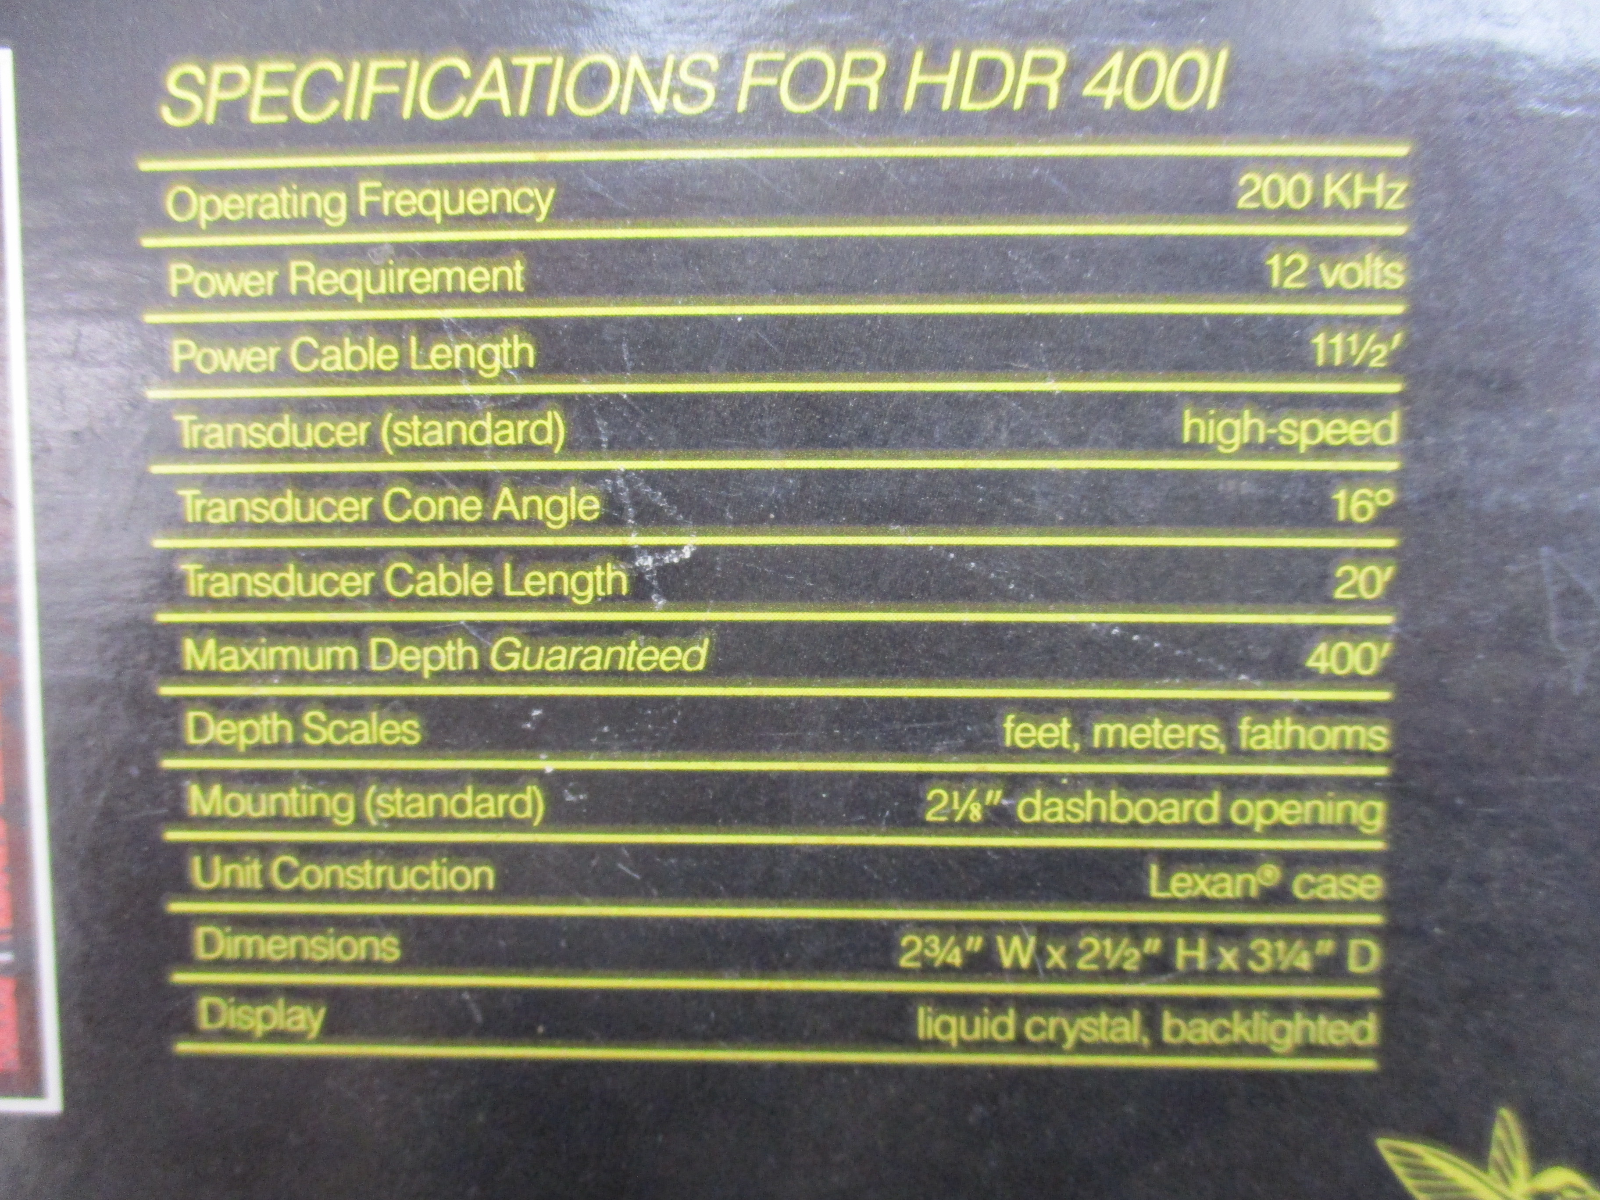 SPECIFICATIONS FOR HDR 400I
Operating Frequency 200 KHz
Power Requirement 12 volts
Power Cable Length 11½′
Transducer (standard) high-speed
Transducer Cone Angle 16º
Transducer Cable Length 20′
Maximum Depth Guaranteed 400′
Depth Scales feet, meters, fathoms
Mounting (standard) 2⅛″ dashboard opening
Unit Construction Lexan® case
Dimensions 2¾″ W x 2½″ H x 3¼″ D
Display liquid crystal, backlighted